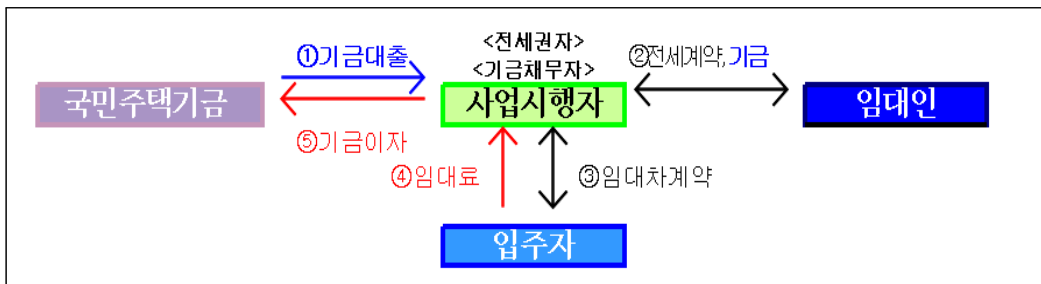 <전세권자>
①기금대출
<기금채무자>
②전세계약,기금
국민주택기금
사업시행자
임대인
⑤기금이자
④임대료
③임대차계약
입주자